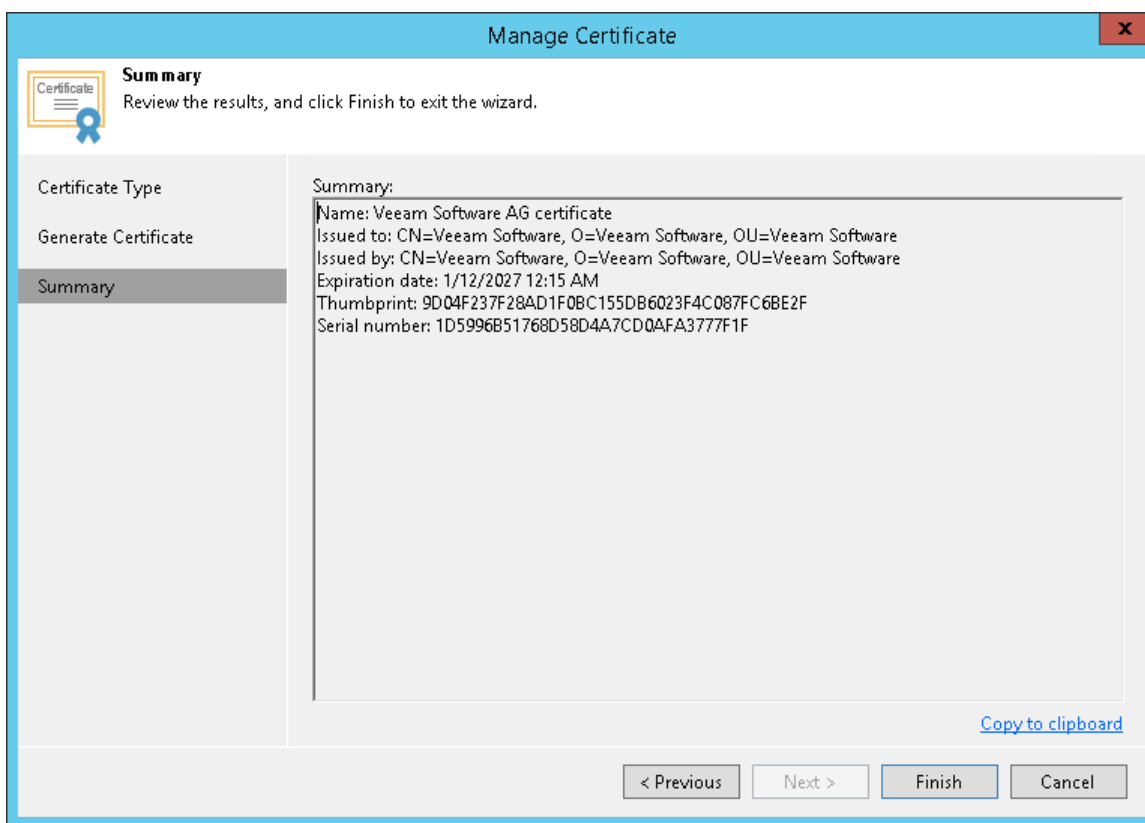 Manage Certificate
x
Certificate
Summary
Review the results, and click Finish to exit the wizard.
Certificate Type
Generate Certificate
Summary
Summary:
Name: Veeam Software AG certificate
Issued to: CN=Veeam Software, O=Veeam Software, OU=Veeam Software
Issued by: CN=Veeam Software, O=Veeam Software, OU=Veeam Software
Expiration date: 1/12/2027 12:15 AM
Thumbprint: 9D04F237F28AD1F0BC155DB6023F4C087FC6BE2F
Serial number: 1D5996B51768D58D4A7CD0AFA3777F1F
Copy to clipboard
< Previous
Next >
Finish
Cancel